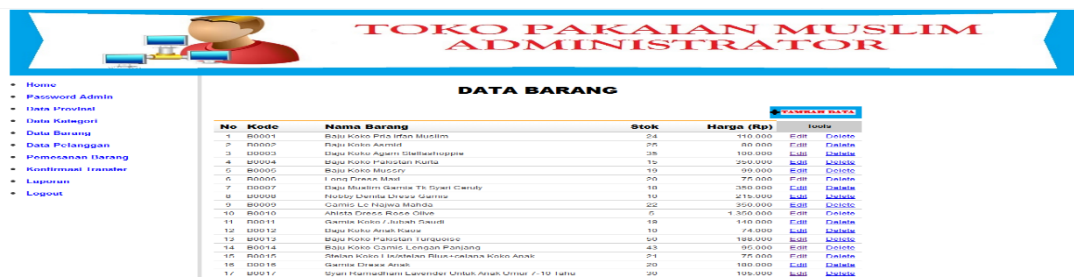 TOKO PAKAIAN MUSLIM
ADMINISTRATOR
Home
Password Admin
Data Provinsi
Data Kategori
Data Barang
Data Pelanggan
Pemesanan Barang
Konfirmasi Transfer
Laporan
Logout
DATA BARANG
TAMBAH DATA
No Kode Nama Barang Stok Harga (Rp) Tools
1 B0001 Baju Koko Pria Irfan Muslim 24 110.000 Edit Delete
2 B0002 Baju Koko Azmid 25 80.000 Edit Delete
3 B0003 Baju Koko Agam Stellashoppie 35 100.000 Edit Delete
4 B0004 Baju Koko Pakistan Kurta 15 350.000 Edit Delete
5 B0005 Baju Koko Mussry 19 99.000 Edit Delete
6 B0006 Long Dress Maxi 20 75.000 Edit Delete
7 B0007 Baju Muslim Gamis Tk Syari Ceruty 350.000 Edit Delete
8 B0008 Nobby Denita Dress Gamis 10 215.000 Edit Delete
9 B0009 Gamis Le Najwa Mahda 22 350.000 Edit Delete
10 B0010 Ahista Dress Rose Olive 5 1.350.000 Edit Delete
11 B0011 Gamis Koko / Jubah Saudi 140.000 Edit Delete
12 B0012 Baju Koko Anak Kaos 10 74.000 Edit Delete
13 B0013 Baju Koko Pakistan Turquoise 50 188.000 Edit Delete
14 B0014 Baju Koko Gamis Lengan Panjang 43 95.000 Edit Delete
15 B0015 Stelan Koko Lis/stelan Plus+celana Koko Anak 21 75.000 Edit Delete
16 B0016 Gamis Dress Anak 20 180.000 Edit Delete
17 B0017 Syari Ramadhani Lavender Untuk Anak Umur 7-10 Tahu 30 105.000 Edit Delete